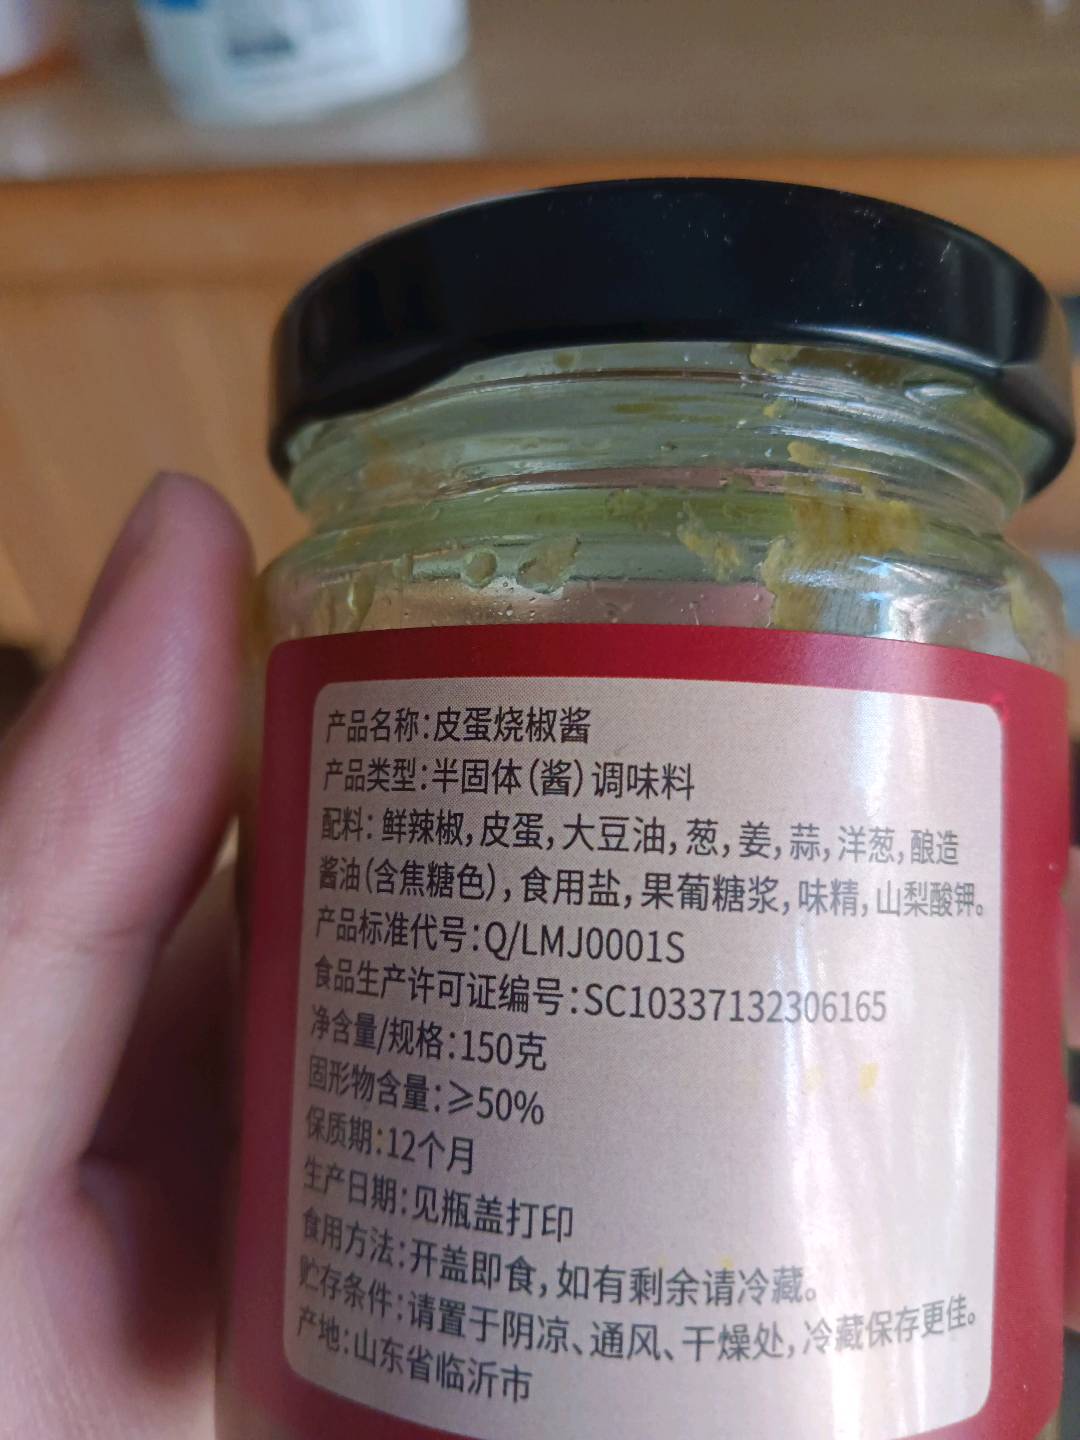 产品名称:皮蛋烧椒酱
产品类型:半固体(酱)调味料
配料:鲜辣椒,皮蛋,大豆油,葱,姜,蒜,洋葱,酿造
酱油(含焦糖色),食用盐,果葡糖浆,味精,山梨酸钾。
产品标准代号:Q/LMJ0001S
食品生产许可证编号:SC10337132306165
净含量/规格:150克
固形物含量:≥50%
保质期:12个月
生产日期:见瓶盖打印
食用方法:开盖即食,如有剩余请冷藏。
贮存条件:请置于阴凉、通风、干燥处,冷藏保存更佳。
产地:山东省临沂市